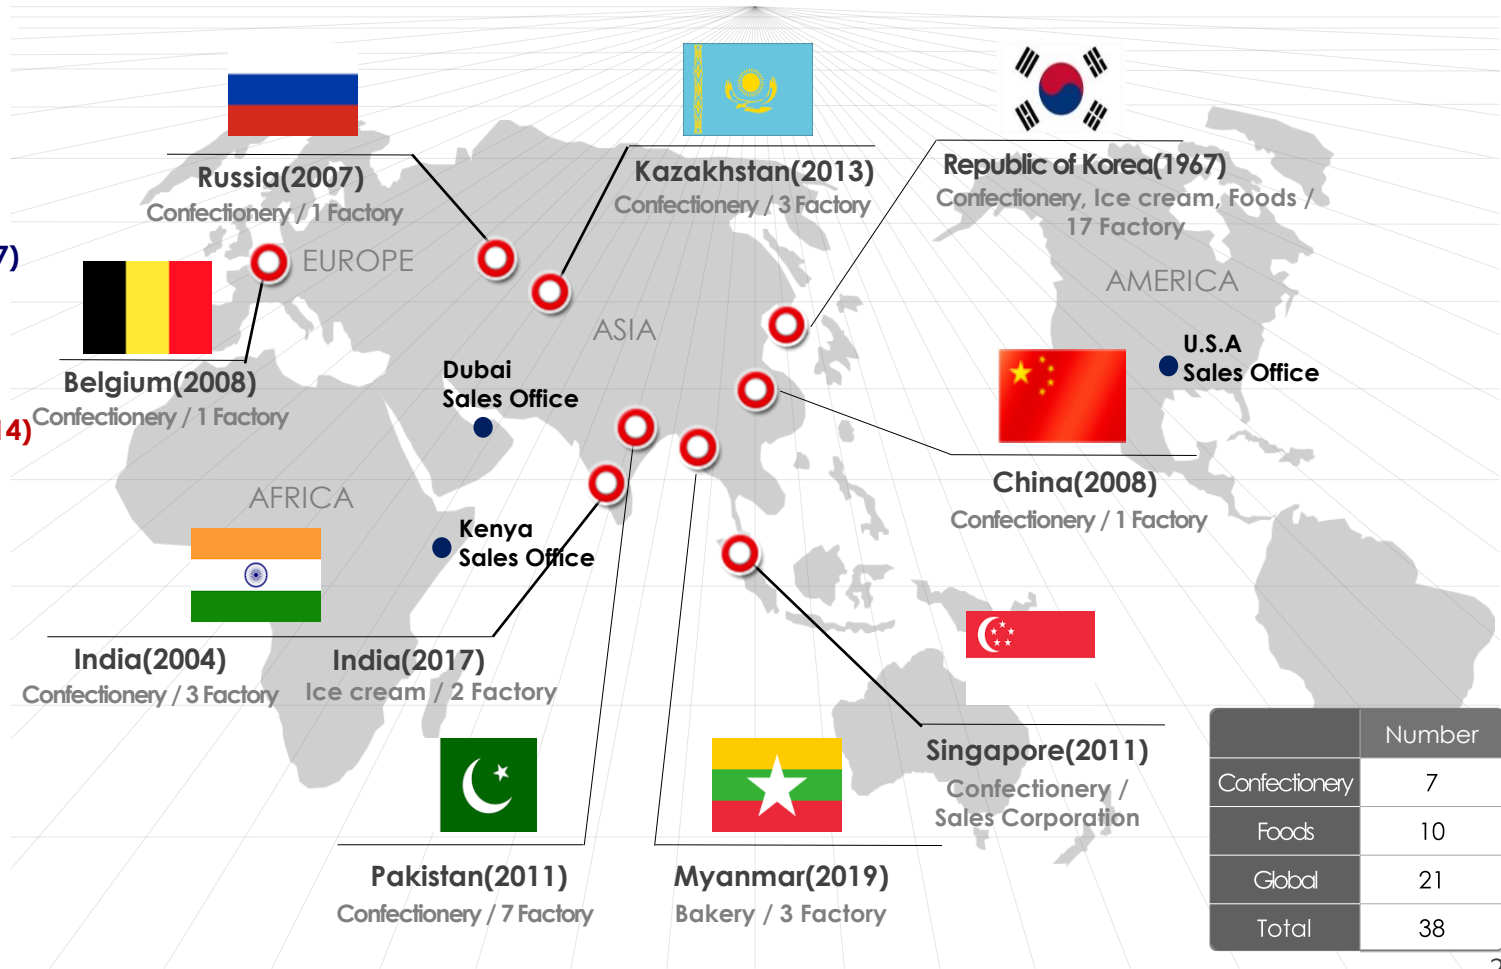 Russia(2007)
Confectionery / 1 Factory
Kazakhstan(2013)
Confectionery / 3 Factory
Republic of Korea(1967)
Confectionery, Ice cream, Foods /
17 Factory
7)
EUROPE
AMERICA
ASIA
U.S.A
Sales Office
Belgium(2008)
Confectionery / 1 Factory
Dubai
Sales Office
14)
China(2008)
Confectionery / 1 Factory
AFRICA
Kenya
Sales Office
India(2004)
Confectionery / 3 Factory
India(2017)
Ice cream / 2 Factory
Singapore(2011)
Confectionery /
Sales Corporation
Pakistan(2011)
Confectionery / 7 Factory
Myanmar(2019)
Bakery / 3 Factory
Number
Confectionery 7
Foods 10
Global 21
Total 38